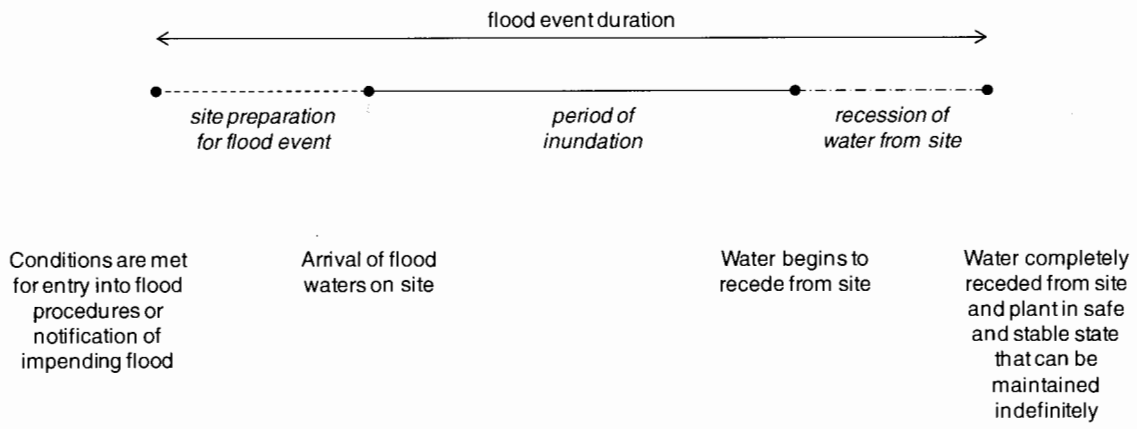 flood event duration
site preparation
for flood event
period of
inundation
recession of
water from site
Conditions are met
for entry into flood
procedures or
notification of
impending flood
Arrival of flood
waters on site
Water begins to
recede from site
Water completely
receded from site
and plant in safe
and stable state
that can be
maintained
indefinitely